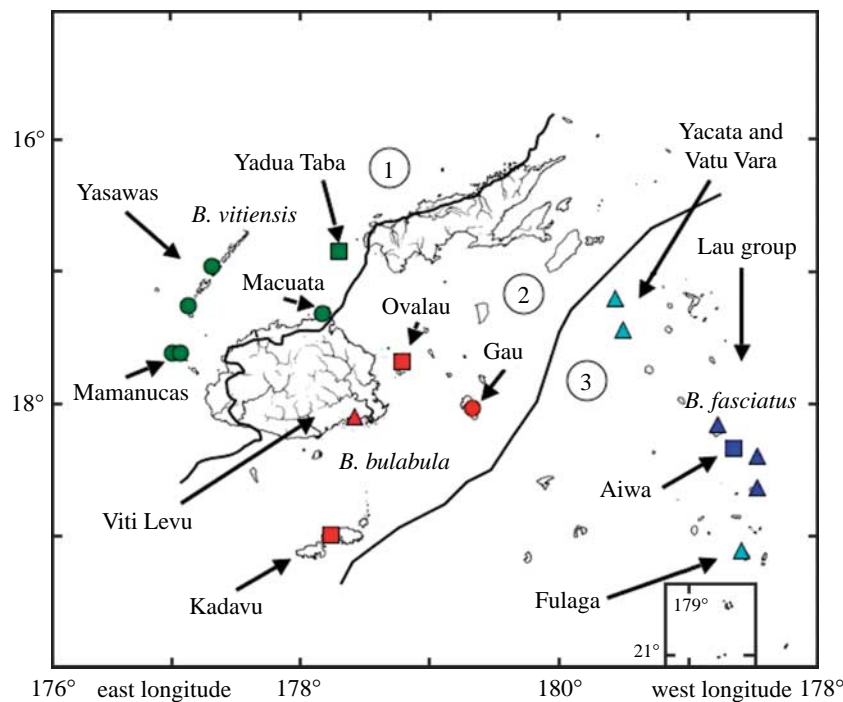 16°
18°
1
2
3
Yacata and
Vatu Vara
Yadua Taba
Yasawas
B. vitiensis
Lau group
Macuata
Ovalau
Gau
Mamanucas
B. fasciatus
B. bulabula
Aiwa
Viti Levu
Kadavu
Fulaga
179°
21°
176° east longitude 178° 180° west longitude 178°